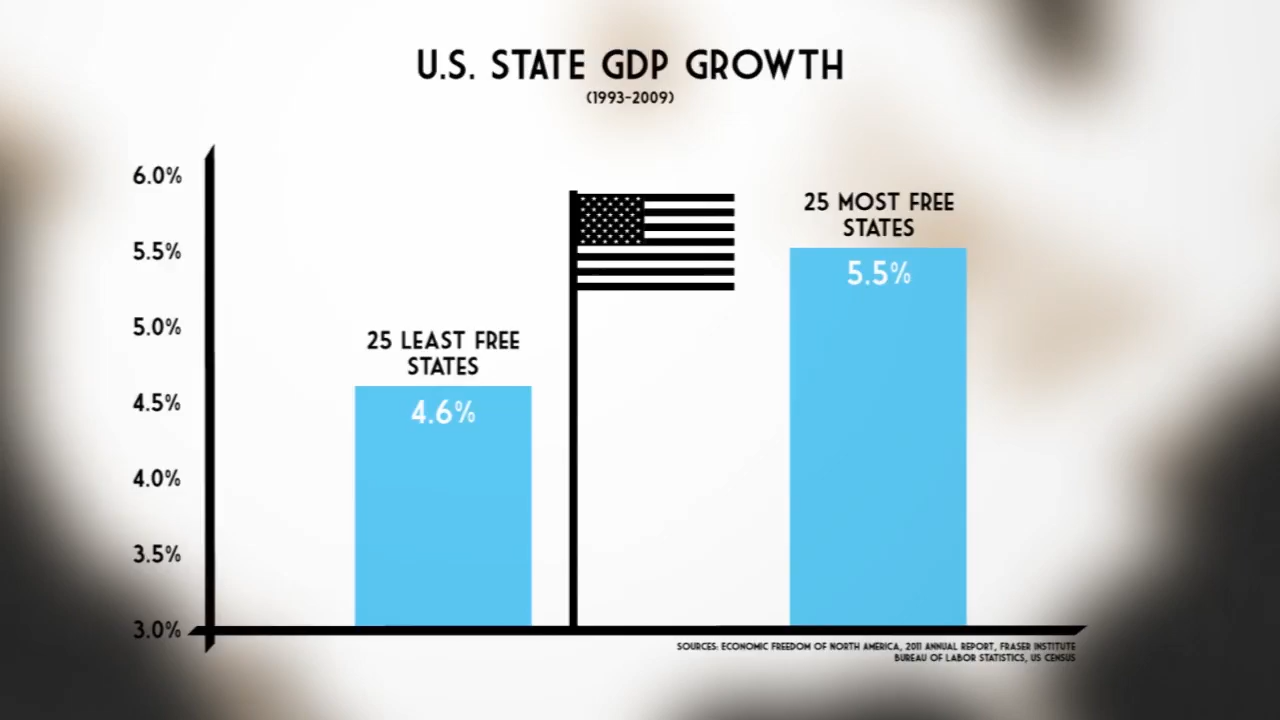 U.S. STATE GDP GROWTH
(1993-2009)
6.0%
5.5%
5.0%
4.5%
4.0%
3.5%
3.0%
25 LEAST FREE
STATES
4.6%
25 MOST FREE
STATES
5.5%
SOURCES: ECONOMIC FREEDOM OF NORTH AMERICA, 2011 ANNUAL REPORT, FRASER INSTITUTE
BUREAU OF LABOR STATISTICS, US CENSUS